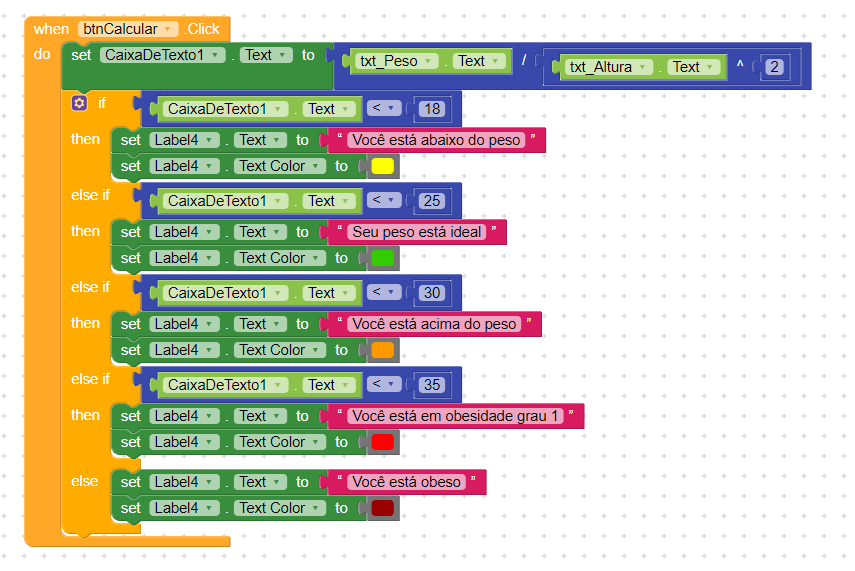 when btnCalcular .Click
do set CaixaDeTexto1 . Text to txt_Peso . Text / txt_Altura . Text ^ 2
if CaixaDeTexto1 . Text < 18
then set Label4 . Text to “ Você está abaixo do peso ”
set Label4 . Text Color to
else if CaixaDeTexto1 . Text < 25
then set Label4 . Text to “ Seu peso está ideal ”
set Label4 . Text Color to
else if CaixaDeTexto1 . Text < 30
then set Label4 . Text to “ Você está acima do peso ”
set Label4 . Text Color to
else if CaixaDeTexto1 . Text < 35
then set Label4 . Text to “ Você está em obesidade grau 1 ”
set Label4 . Text Color to
else set Label4 . Text to “ Você está obeso ”
set Label4 . Text Color to